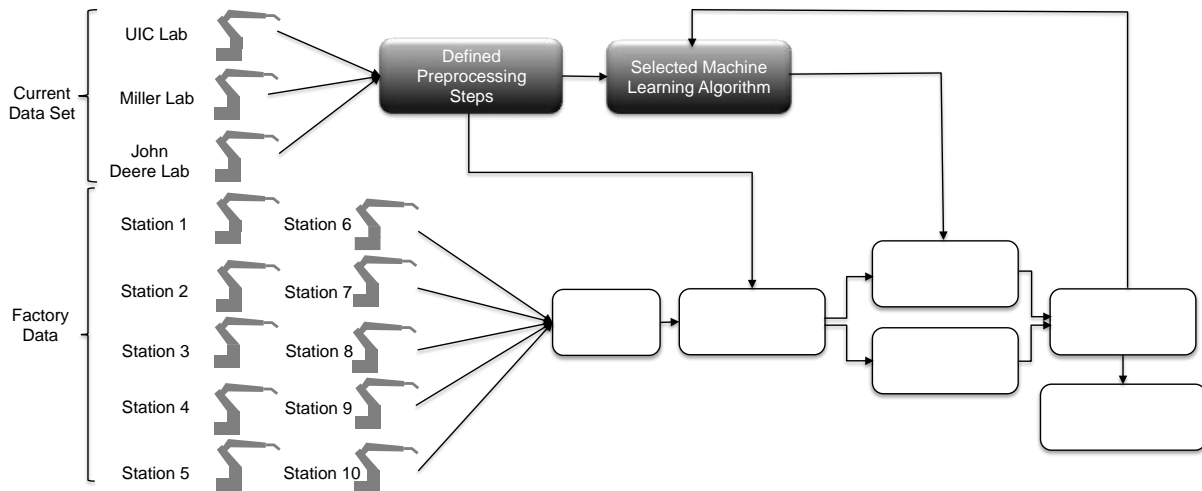 UIC Lab
Miller Lab
John
Deere Lab
Current
Data Set
Defined
Preprocessing
Steps
Selected Machine
Learning Algorithm
Station 1
Station 6
Station 2
Station 7
Factory
Data
Station 3
Station 8
Station 4
Station 9
Station 5
Station 10